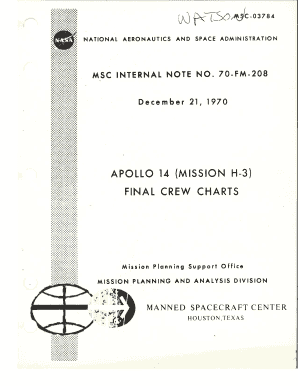 WATSON
MSC-03784
NASA
NATIONAL AERONAUTICS AND SPACE ADMINISTRATION
MSC INTERNAL NOTE NO. 70-FM-208
December 21, 1970
APOLLO 14 (MISSION H-3)
FINAL CREW CHARTS
Mission Planning Support Office
MISSION PLANNING AND ANALYSIS DIVISION
MANNED SPACECRAFT CENTER
HOUSTON, TEXAS